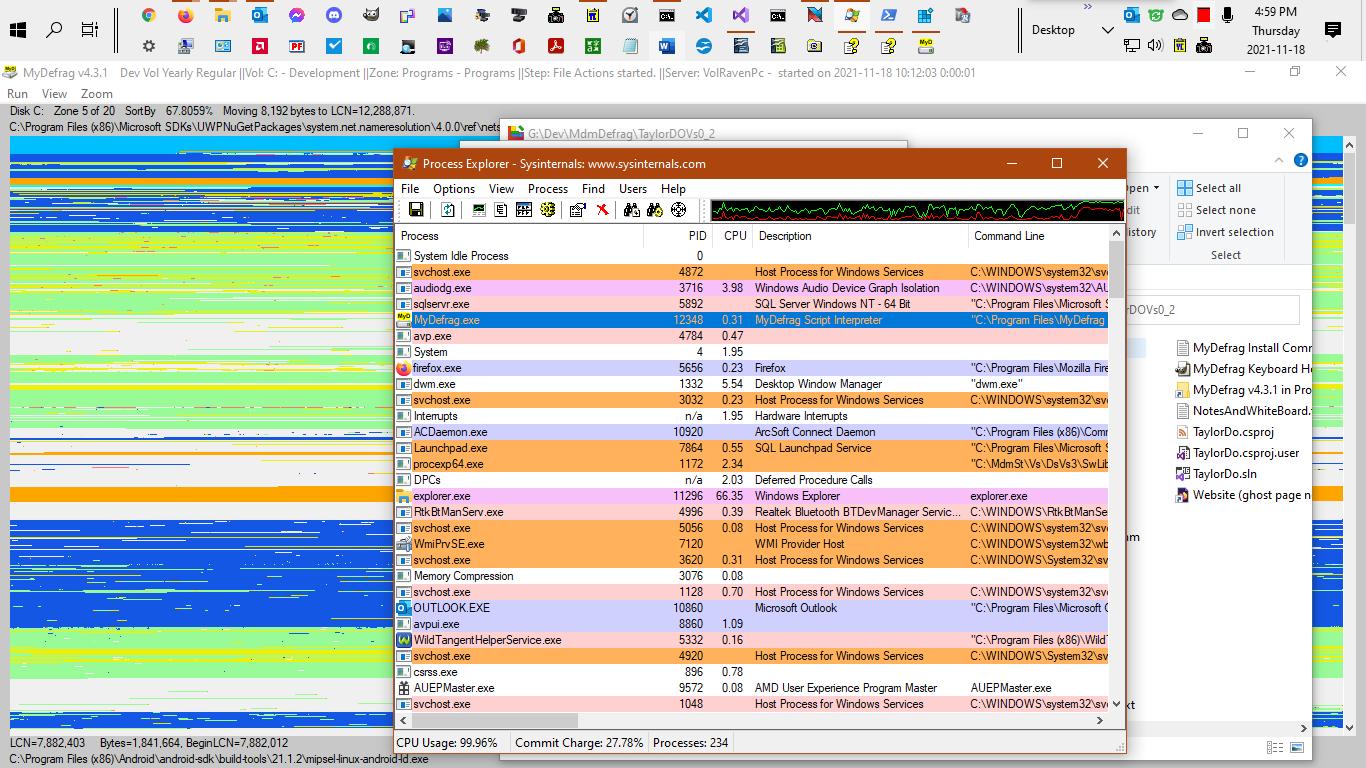 4:59 PM
Desktop
Thursday
2021-11-18
MyDefrag v4.3.1 Dev Vol Yearly Regular ||Vol: C: - Development ||Zone: Programs - Programs ||Step: File Actions started. ||Server: VolRavenPc - started on 2021-11-18 10:12:03 0:00:01
Run View Zoom
Disk C: Zone 5 of 20 SortBy 67.8059% Moving 8,192 bytes to LCN=12,288,871.
C:\Program Files (x86)\Microsoft SDKs\UWPNuGetPackages\system.net.nameresolution\4.0.0\ref\nets
G:\Dev\MdmDefrag\TaylorDOVs0_2
Process Explorer - Sysinternals: www.sysinternals.com
File Options View Process Find Users Help
Process PID CPU Description Command Line
System Idle Process 0
svchost.exe 4872 Host Process for Windows Services C:\WINDOWS\system32\svc
audiodg.exe 3716 3.98 Windows Audio Device Graph Isolation C:\WINDOWS\system32\AU
sqlservr.exe 5892 SQL Server Windows NT - 64 Bit "C:\Program Files\Microsoft S
MyDefrag.exe 12348 0.31 MyDefrag Script Interpreter "C:\Program Files\MyDefrag
avp.exe 4784 0.47
System 4 1.95
firefox.exe 5656 0.23 Firefox "C:\Program Files\Mozilla Fire
dwm.exe 1332 5.54 Desktop Window Manager "dwm.exe"
svchost.exe 3032 0.23 Host Process for Windows Services C:\WINDOWS\system32\svc
Interrupts n/a 1.95 Hardware Interrupts
ACDaemon.exe 10920 ArcSoft Connect Daemon "C:\Program Files (x86)\Comm
Launchpad.exe 7864 0.55 SQL Launchpad Service "C:\Program Files\Microsoft S
procexp64.exe 1172 2.34 "C:\MdmSt\Vs\DsVs3\SwLib
DPCs n/a 2.03 Deferred Procedure Calls
explorer.exe 11296 66.35 Windows Explorer explorer.exe
RtkBtManServ.exe 4996 0.39 Realtek Bluetooth BTDevManager Servic... C:\WINDOWS\RtkBtManSe
svchost.exe 5056 0.08 Host Process for Windows Services C:\WINDOWS\system32\svc
WmiPrvSE.exe 7120 WMI Provider Host C:\WINDOWS\system32\wb
svchost.exe 3620 0.31 Host Process for Windows Services C:\WINDOWS\System32\sv
Memory Compression 3076 0.08
svchost.exe 1128 0.70 Host Process for Windows Services C:\WINDOWS\system32\svc
OUTLOOK.EXE 10860 Microsoft Outlook "C:\Program Files\Microsoft O
avpui.exe 8860 1.09
WildTangentHelperService.exe 5332 0.16 "C:\Program Files (x86)\WildT
svchost.exe 4920 Host Process for Windows Services C:\WINDOWS\System32\sv
csrss.exe 896 0.78
AUEPMaster.exe 9572 0.08 AMD User Experience Program Master AUEPMaster.exe
svchost.exe 1048 Host Process for Windows Services C:\WINDOWS\system32\svc
CPU Usage: 99.96% Commit Charge: 27.78% Processes: 234
pen Select all
dit Select none
istory Invert selection
Select
rDOVs0_2
MyDefrag Install Comm
MyDefrag Keyboard He
MyDefrag v4.3.1 in Pro
NotesAndWhiteBoard.
TaylorDo.csproj
TaylorDo.csproj.user
TaylorDo.sln
Website (ghost page n
am
xt
LCN=7,882,403 Bytes=1,841,664, BeginLCN=7,882,012
C:\Program Files (x86)\Android\android-sdk\build-tools\21.1.2\mipsel-linux-android-ld.exe